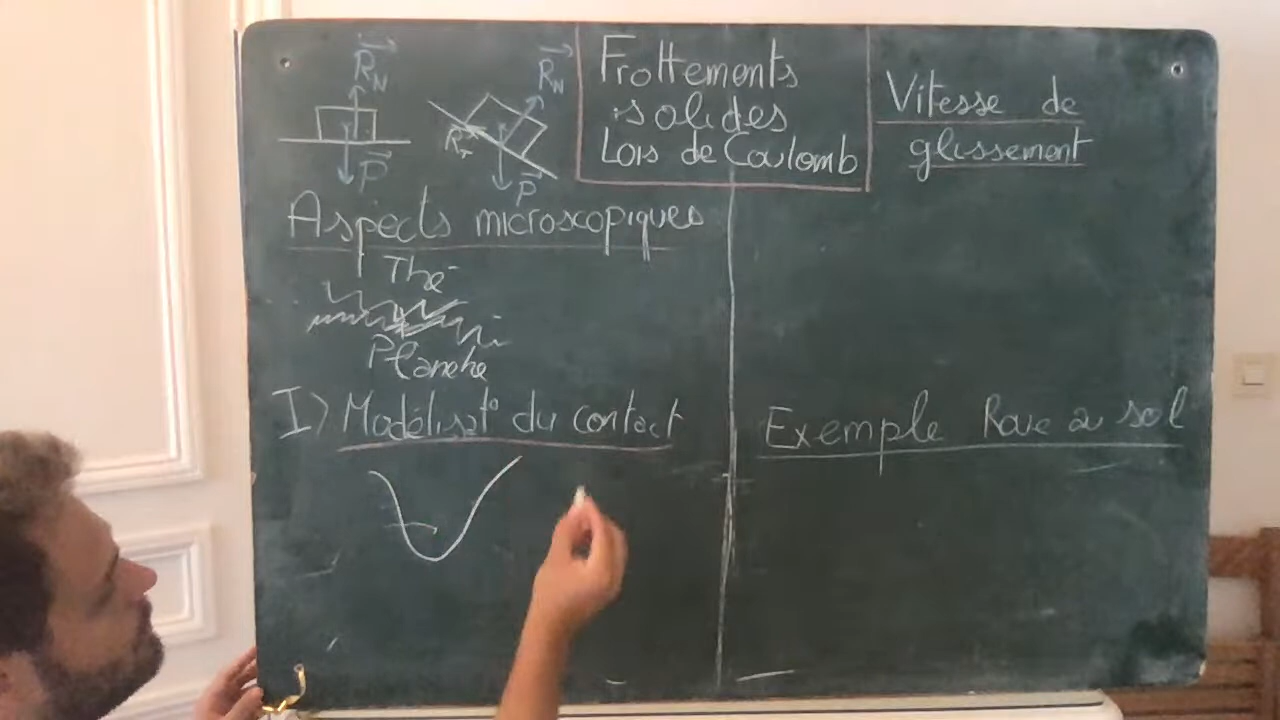 R_N
P
R_N
R_T
P
Frottements
solides
Lois de Coulomb
Vitesse de
glissement
Aspects microscopiques
Thé
Planche
I) Modélisat° du contact
Exemple Roue au sol